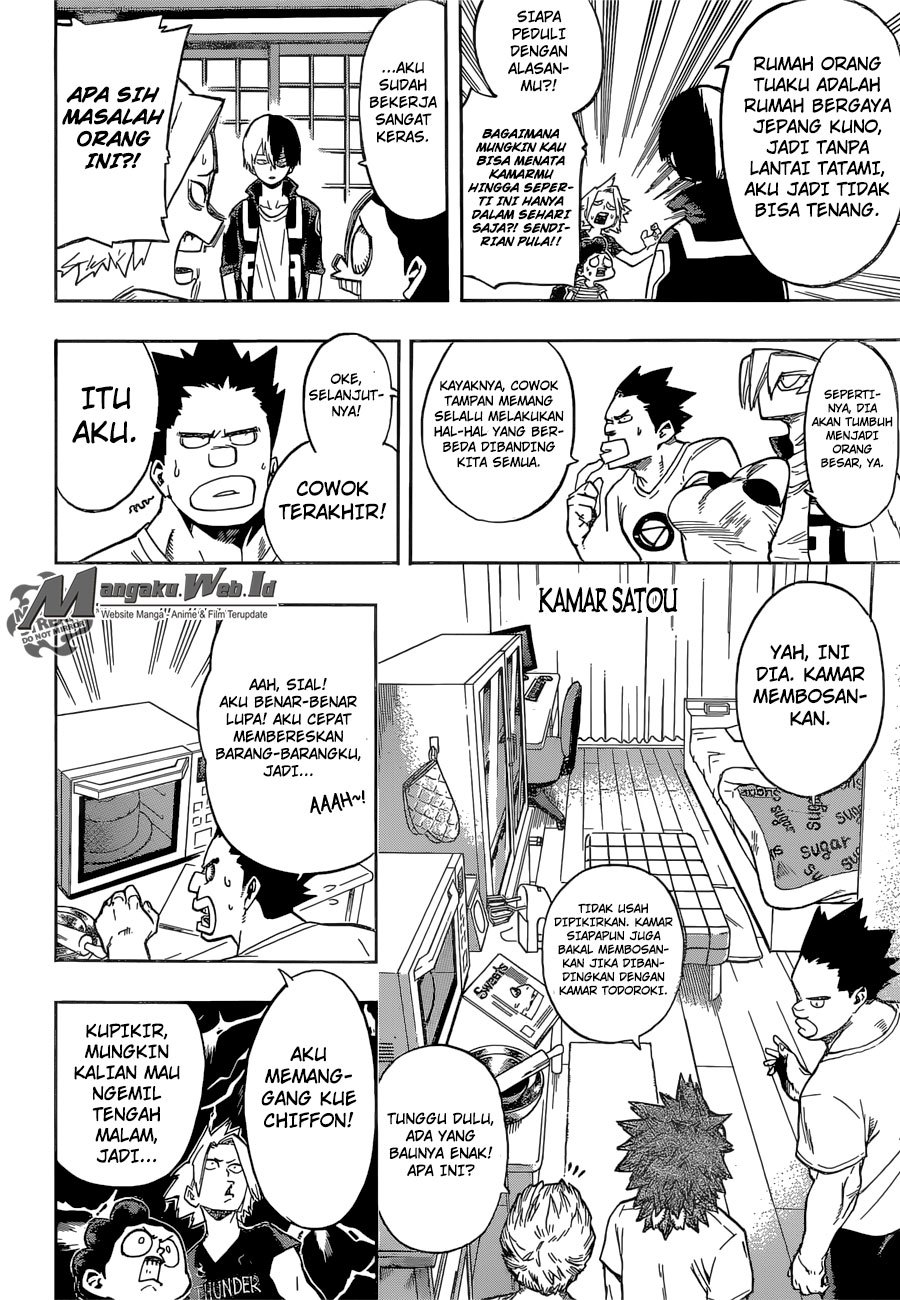 RUMAH ORANG
TUAKU ADALAH
RUMAH BERGAYA
JEPANG KUNO,
JADI TANPA
LANTAI TATAMI,
AKU JADI TIDAK
BISA TENANG.
SIAPA
PEDULI
DENGAN
ALASAN-
MU?!
BAGAIMANA
MUNGKIN KAU
BISA MENATA
KAMARMU
HINGGA SEPER-
TI INI HANYA
DALAM SEHARI
SAJA?! SENDI-
RIAN PULA!!
...AKU
SUDAH
BEKERJA
SANGAT
KERAS.
APA SIH
MASALAH
ORANG
INI?!
SEPERTI-
NYA, DIA
AKAN TUMBUH
MENJADI
ORANG
BESAR, YA.
KAYAKNYA, COWOK
TAMPAN MEMANG
SELALU MELAKUKAN
HAL-HAL YANG BER-
BEDA DIBANDING
KITA SEMUA.
OKE,
SELANJUT-
NYA!
COWOK
TERAKHIR!
ITU
AKU.
Mangaku.Web.Id
Website Manga , Anime & Film Terupdate
DO NOT MIRROR!
KAMAR SATOU
YAH, INI
DIA. KAMAR
MEMBOSAN-
KAN.
sugar
sugar
sugar
sugar
TIDAK USAH
DIPIKIRKAN. KAMAR
SIAPAPUN JUGA
BAKAL MEMBOSAN-
KAN JIKA DIBAN-
DINGKAN DENGAN
KAMAR TODOROKI.
Sweets
TUNGGU DULU,
ADA YANG
BAUNYA ENAK!
APA INI?
AAH, SIAL!
AKU BENAR-BENAR
LUPA! AKU CEPAT
MEMBERESKAN
BARANG-BARANGKU,
JADI...
AAAH~!
AKU
MEMANG-
GANG KUE
CHIFFON!
KUPIKIR,
MUNGKIN
KALIAN MAU
NGEMIL
TENGAH
MALAM,
JADI...
THUNDER